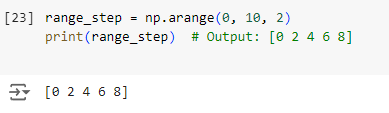 [23] range_step = np.arange(0, 10, 2)
print(range_step)  # Output: [0 2 4 6 8]
[0 2 4 6 8]